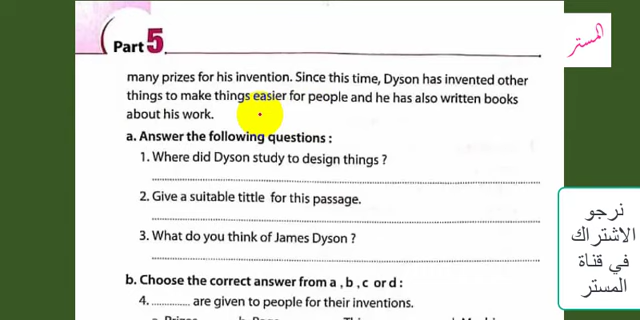 Part 5
المستر
many prizes for his invention. Since this time, Dyson has invented other
things to make things easier for people and he has also written books
about his work.
a. Answer the following questions :
1. Where did Dyson study to design things ?
2. Give a suitable tittle for this passage.
3. What do you think of James Dyson ?
b. Choose the correct answer from a , b , c or d :
4. ............. are given to people for their inventions.
نرجو
الاشتراك
في قناة
المستر